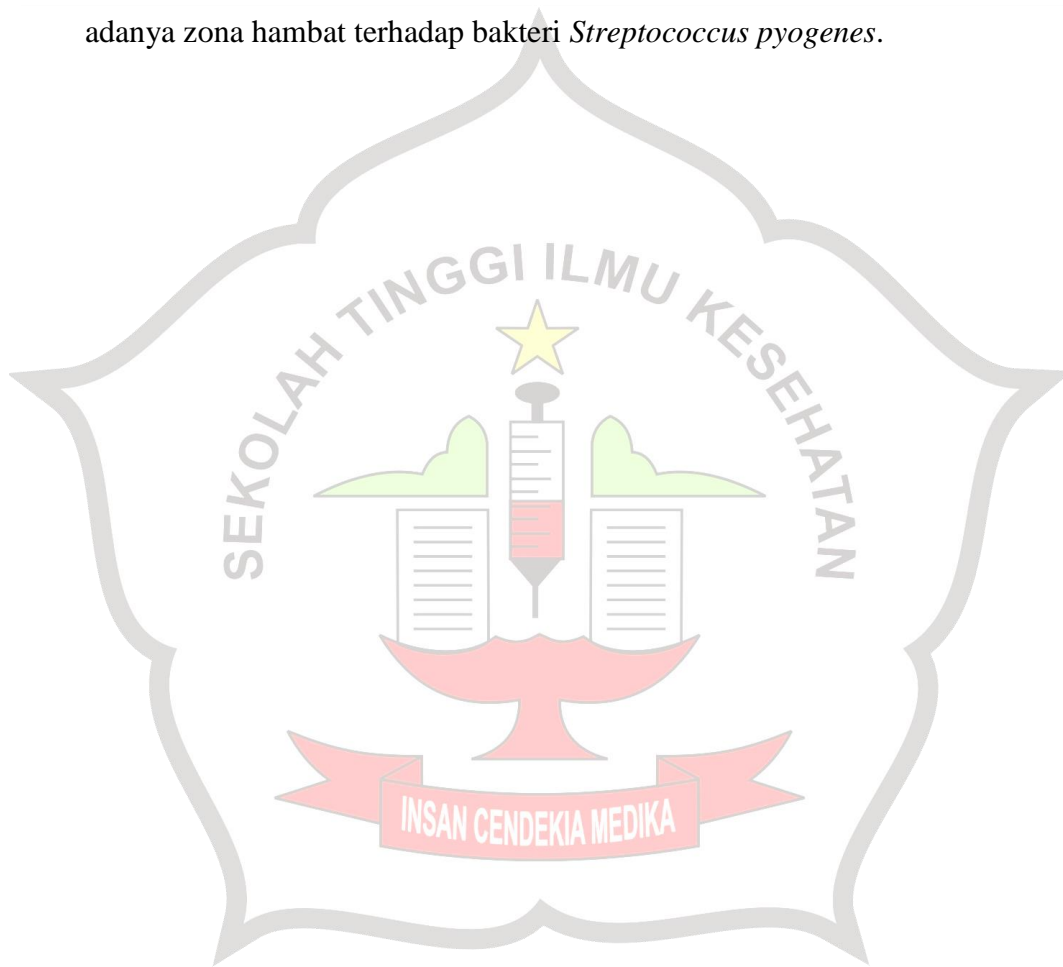 adanya zona hambat terhadap bakteri Streptococcus pyogenes.
SEKOLAH TINGGI ILMU KESEHATAN
INSAN CENDEKIA MEDIKA